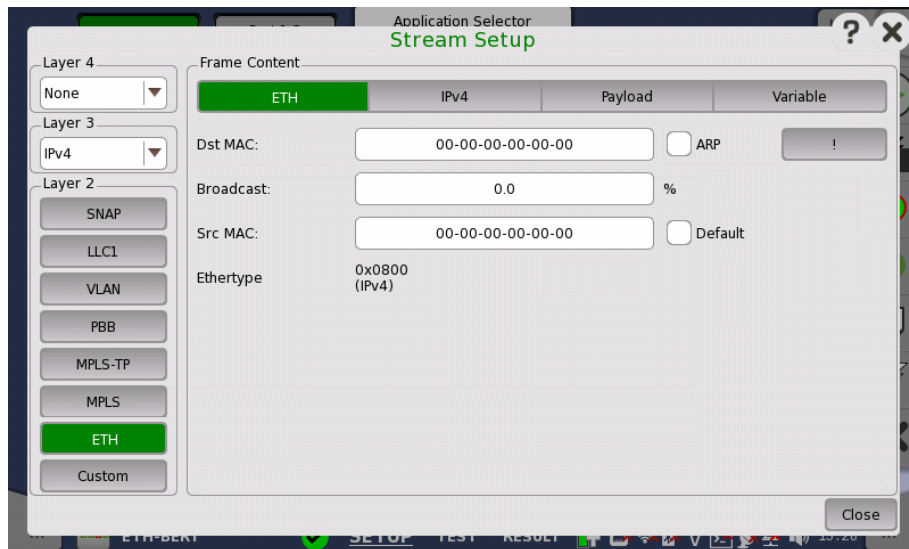 Application Selector
Stream Setup
?
Layer 4
None
Layer 3
IPv4
Layer 2
SNAP
LLC1
VLAN
PBB
MPLS-TP
MPLS
ETH
Custom
Frame Content
ETH IPv4 Payload Variable
Dst MAC: 00-00-00-00-00-00 ARP !
Broadcast: 0.0 %
Src MAC: 00-00-00-00-00-00 Default
Ethertype 0x0800
(IPv4)
Close
ETH-BERT SETUP TEST RESULT